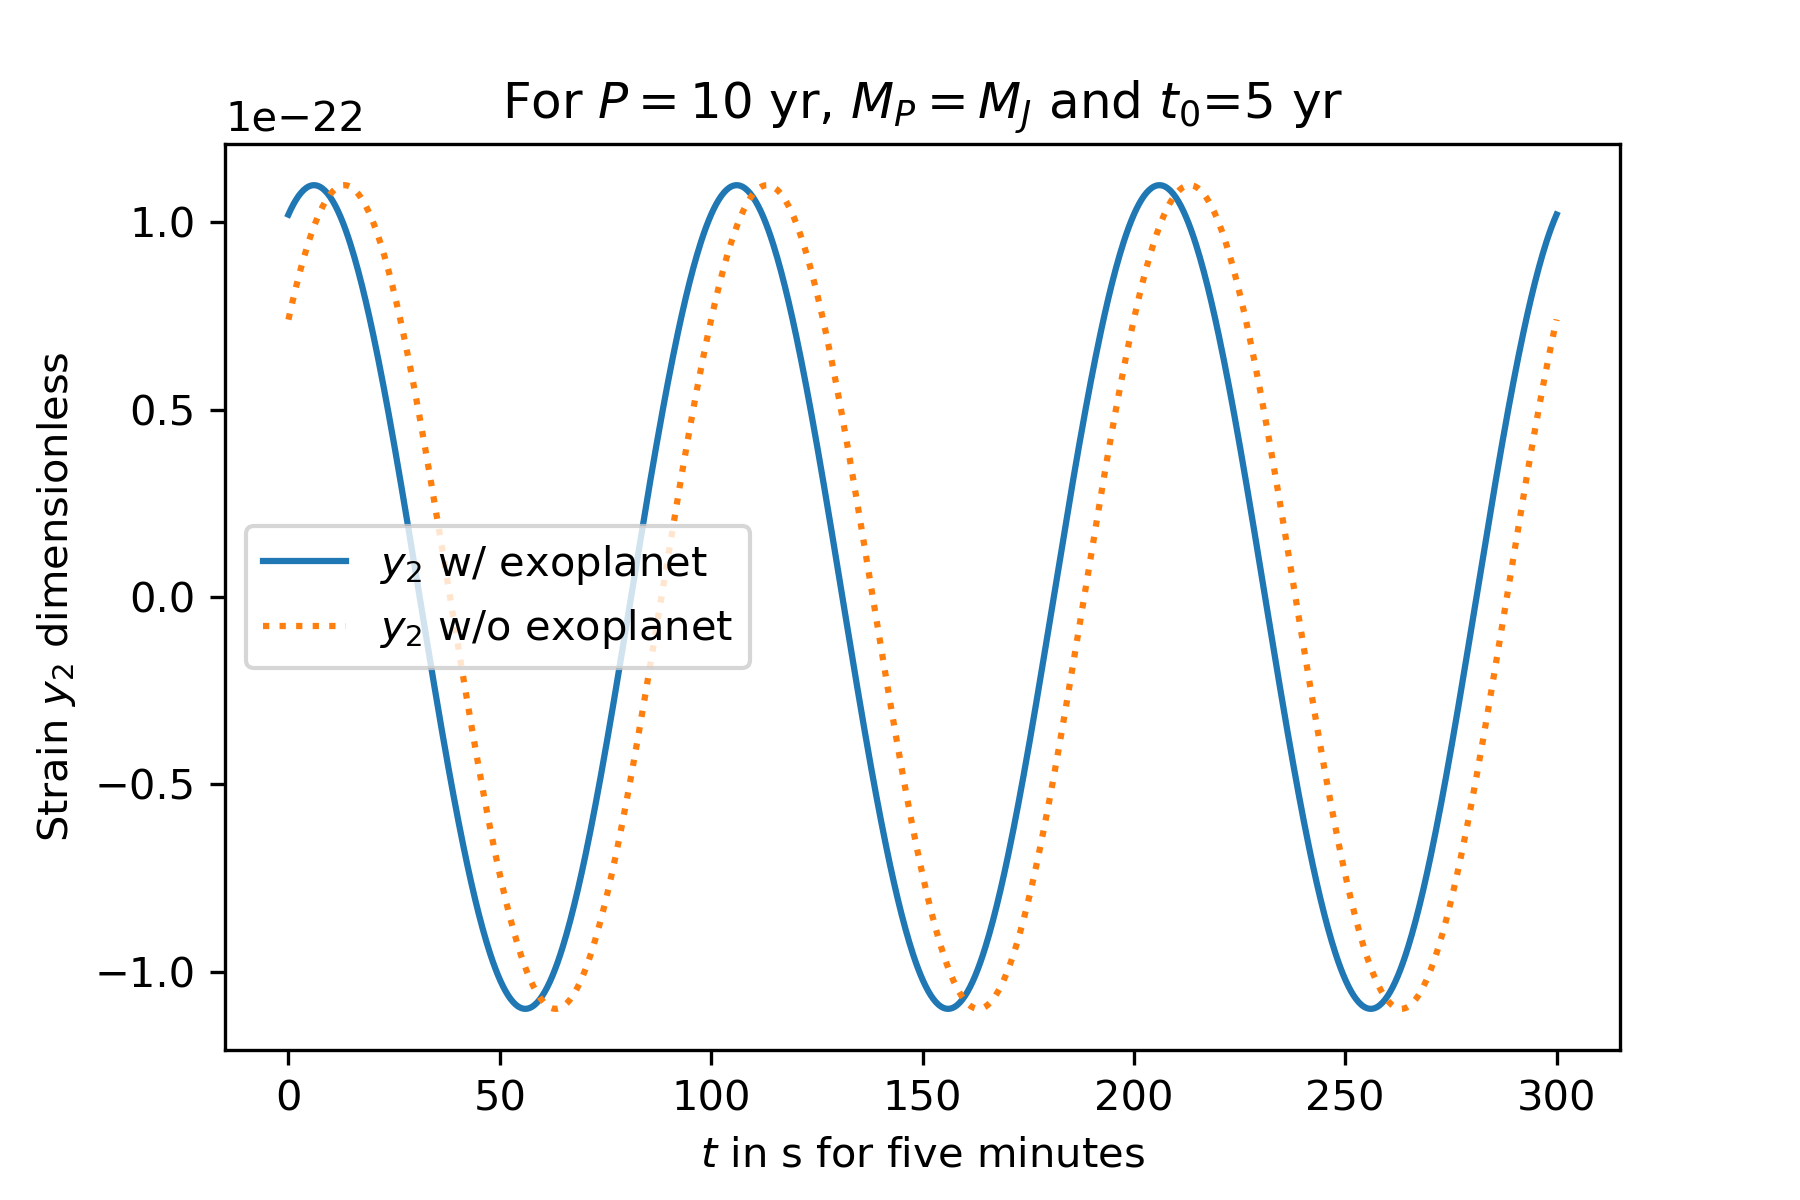 For P = 10 yr, M_P = M_J and t_0=5 yr
1e−22
1.0
0.5
0.0
−0.5
−1.0
Strain y_2 dimensionless
y_2 w/ exoplanet
y_2 w/o exoplanet
0 50 100 150 200 250 300
t in s for five minutes